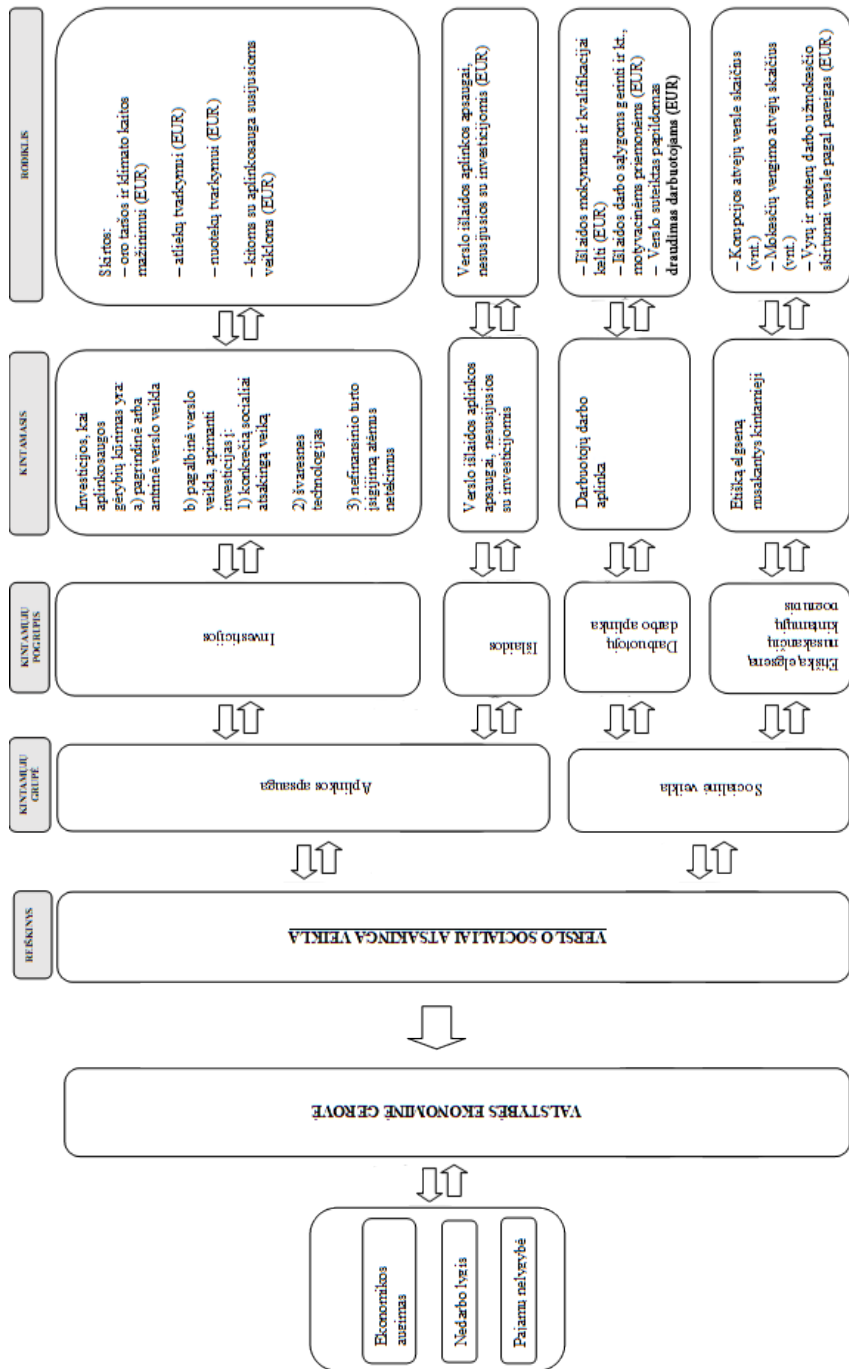 REIŠKINYS
KINTAMŲJŲ
GRUPĖ
KINTAMŲJŲ
POGRUPIS
KINTAMASIS
RODIKLIS
Ekonomikos
augimas
Nedarbo lygis
Pajamų nelygybė
VALSTYBĖS EKONOMINĖ GEROVĖ
VERSLO SOCIALIAI ATSAKINGA VEIKLA
Aplinkos apsauga
Socialinė veikla
Investicijos
Išlaidos
Darbuotojų
darbo aplinka
Etišką elgseną
nusakančių
kintamųjų
pogrupis
Investicijos, kai
aplinkosaugos
gėrybių kūrimas yra:
a) pagrindinė arba
antrinė verslo veikla
b) pagalbinė verslo
veikla, apimanti
investicijas į:
1) konkrečią socialiai
atsakingą veiką
2) švaresnes
technologijas
3) nefinansinio turto
įsigijimą, atėmus
netekimus
Verslo išlaidos aplinkos
apsaugai, nesusijusios
su investicijomis
Darbuotojų darbo
aplinka
Etišką elgseną
nusakantys kintamieji
Skirtos:
– oro taršos ir klimato kaitos
mažinimui (EUR)
– atliekų tvarkymui (EUR)
– nuotekų tvarkymui (EUR)
– kitoms su aplinkosauga susijusioms
veikloms (EUR)
Verslo išlaidos aplinkos apsaugai,
nesusijusios su investicijomis (EUR)
– Išlaidos mokymams ir kvalifikacijai
kelti (EUR)
– Išlaidos darbo sąlygoms gerinti ir kt.,
motyvacinėms priemonėms (EUR)
– Verslo suteiktas papildomas
draudimas darbuotojams (EUR)
– Korupcijos atvejų versle skaičius
(vnt.)
– Mokesčių vengimo atvejų skaičius
(vnt.)
– Vyrų ir moterų darbo užmokesčio
skirtumai versle pagal pareigas (EUR)